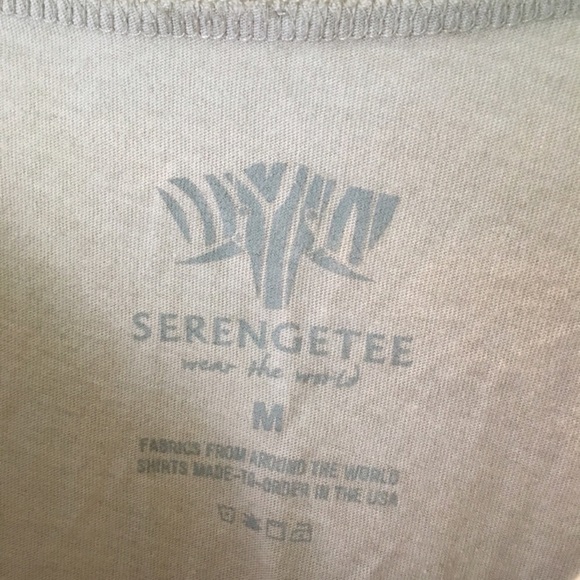 SERENGETEE
wear the world
M
FABRICS FROM AROUND THE WORLD
SHIRTS MADE-TO-ORDER IN THE USA